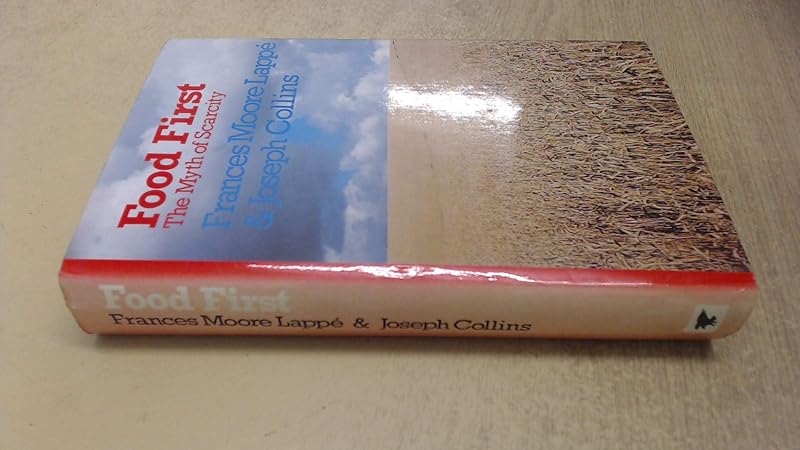 Food First
The Myth of Scarcity
Frances Moore Lappé
& Joseph Collins
Food First
Frances Moore Lappé & Joseph Collins